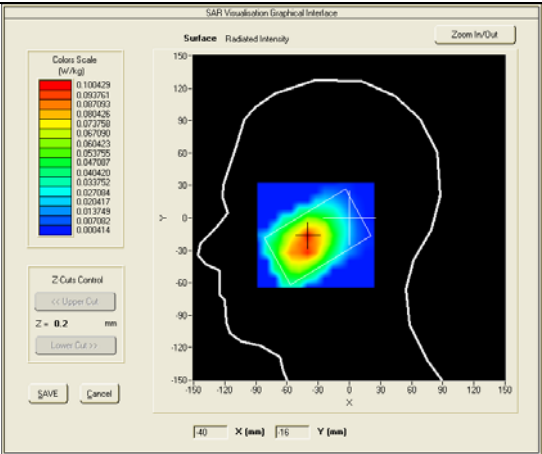 SAR Visualisation Graphical Interface
Surface Radiated Intensity
Zoom In/Out
Colors Scale
(W/kg)
0.100429
0.093761
0.087093
0.080426
0.073758
0.067090
0.060423
0.053755
0.047087
0.040420
0.033752
0.027084
0.020417
0.013749
0.007082
0.000414
150
120
90
60
30
0
-30
-60
-90
-120
-150
Y
-150 -120 -90 -60 -30 0 30 60 90 120 150
X
Z-Cuts Control
<< Upper Cut
Z = 0.2 mm
Lower Cut >>
SAVE Cancel
-40 X (mm) -16 Y (mm)